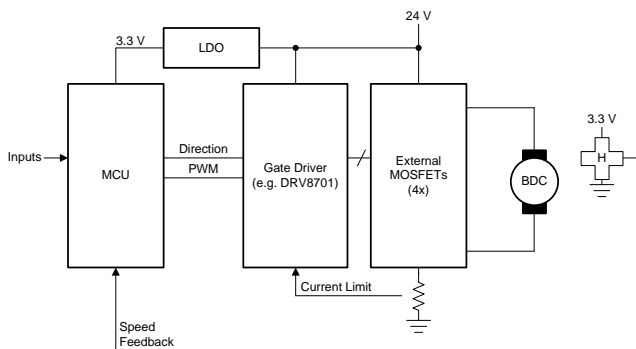 24 V
3.3 V
LDO
Inputs
MCU
Direction
PWM
Gate Driver
(e.g. DRV8701)
External
MOSFETs
(4x)
BDC
3.3 V
H
Current Limit
Speed
Feedback